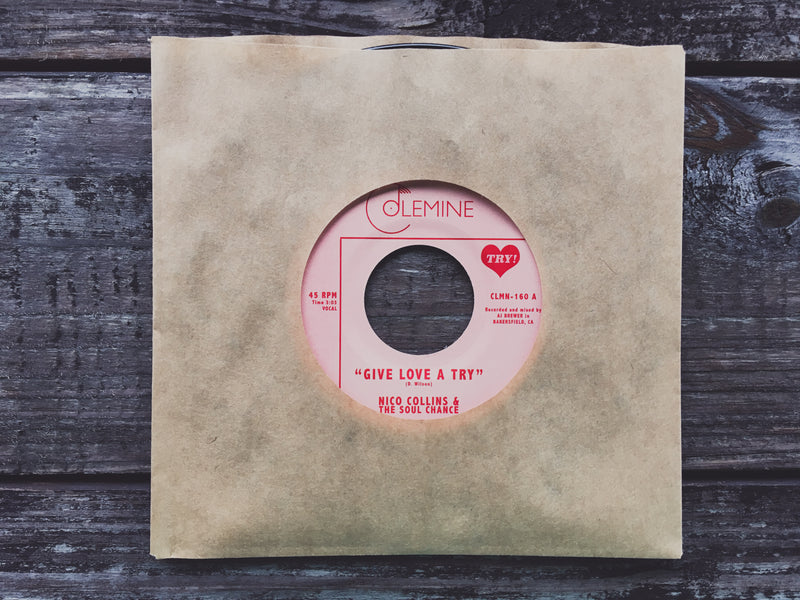 COLEMINE
TRY!
45 RPM
Time 3:03
VOCAL
CLMN-160 A
Recorded and mixed by
AJ BREWER in
BAKERSFIELD, CA
“GIVE LOVE A TRY”
(D. Wilson)
NICO COLLINS &
THE SOUL CHANCE